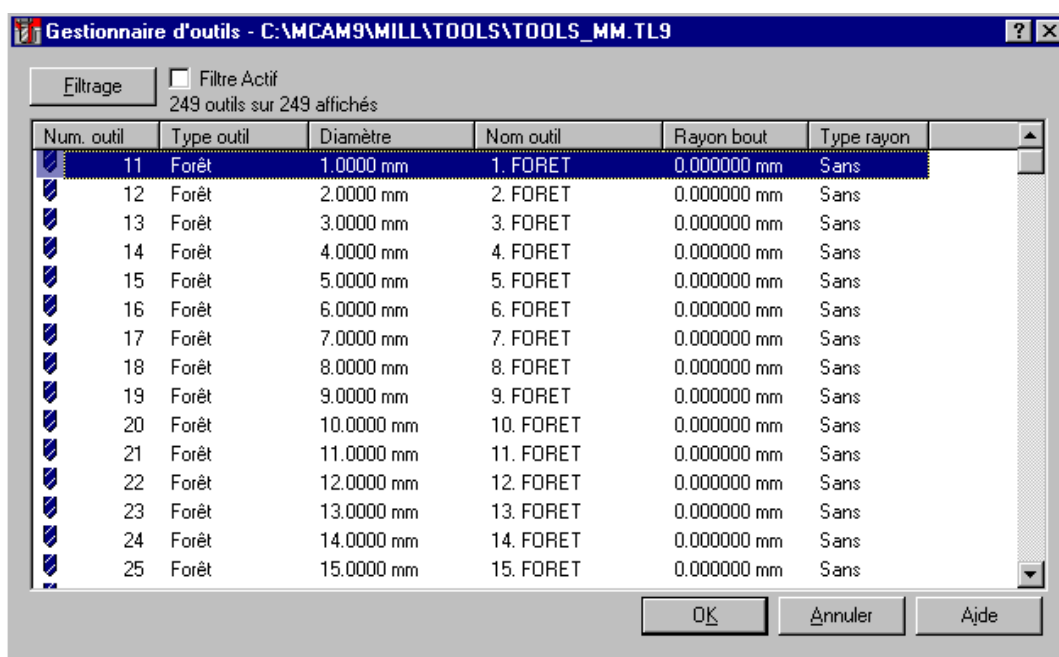 Gestionnaire d'outils - C:\MCAM9\MILL\TOOLS\TOOLS_MM.TL9
Filtrage
Filtre Actif
249 outils sur 249 affichés
Num. outil Type outil Diamètre Nom outil Rayon bout Type rayon
11 Forêt 1.0000 mm 1. FORET 0.000000 mm Sans
12 Forêt 2.0000 mm 2. FORET 0.000000 mm Sans
13 Forêt 3.0000 mm 3. FORET 0.000000 mm Sans
14 Forêt 4.0000 mm 4. FORET 0.000000 mm Sans
15 Forêt 5.0000 mm 5. FORET 0.000000 mm Sans
16 Forêt 6.0000 mm 6. FORET 0.000000 mm Sans
17 Forêt 7.0000 mm 7. FORET 0.000000 mm Sans
18 Forêt 8.0000 mm 8. FORET 0.000000 mm Sans
19 Forêt 9.0000 mm 9. FORET 0.000000 mm Sans
20 Forêt 10.0000 mm 10. FORET 0.000000 mm Sans
21 Forêt 11.0000 mm 11. FORET 0.000000 mm Sans
22 Forêt 12.0000 mm 12. FORET 0.000000 mm Sans
23 Forêt 13.0000 mm 13. FORET 0.000000 mm Sans
24 Forêt 14.0000 mm 14. FORET 0.000000 mm Sans
25 Forêt 15.0000 mm 15. FORET 0.000000 mm Sans
OK Annuler Aide